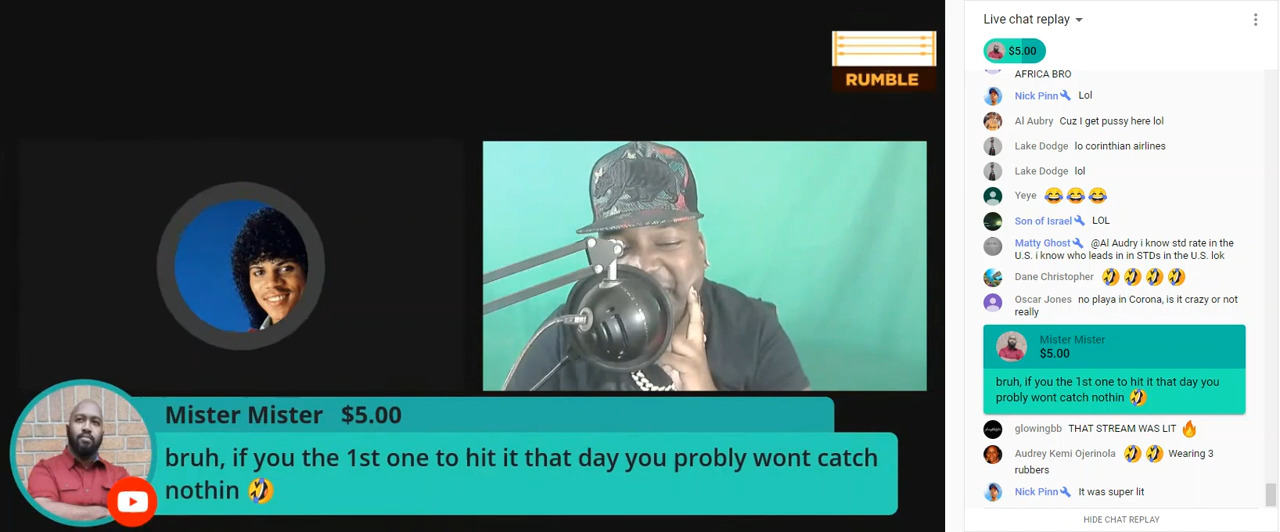 RUMBLE
Mister Mister $5.00
bruh, if you the 1st one to hit it that day you probly wont catch
nothin 🤣
Live chat replay
$5.00
AFRICA BRO
Nick Pinn Lol
Al Aubry Cuz I get pussy here lol
Lake Dodge lo corinthian airlines
Lake Dodge lol
Yeye 😂 😂 😂
Son of Israel LOL
Matty Ghost @Al Audry i know std rate in the
U.S. i know who leads in in STDs in the U.S. lok
Dane Christopher 🤣 🤣 🤣 🤣
Oscar Jones no playa in Corona, is it crazy or not
really
Mister Mister
$5.00
bruh, if you the 1st one to hit it that day you
probly wont catch nothin 🤣
glowingbb THAT STREAM WAS LIT 🔥
Audrey Kemi Ojerinola 🤣 🤣 Wearing 3
rubbers
Nick Pinn It was super lit
HIDE CHAT REPLAY